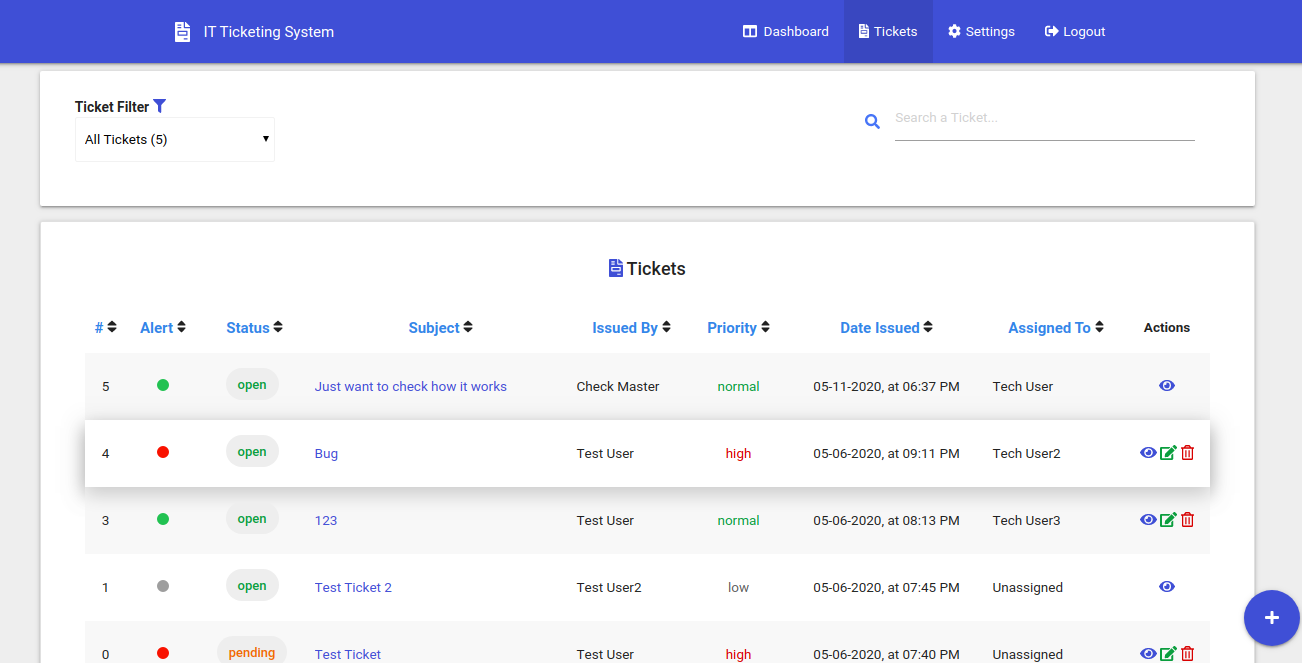 IT Ticketing System Dashboard Tickets Settings Logout
Ticket Filter
All Tickets (5) Search a Ticket...
Tickets
# Alert Status Subject Issued By Priority Date Issued Assigned To Actions
5 open Just want to check how it works Check Master normal 05-11-2020, at 06:37 PM Tech User
4 open Bug Test User high 05-06-2020, at 09:11 PM Tech User2
3 open 123 Test User normal 05-06-2020, at 08:13 PM Tech User3
1 open Test Ticket 2 Test User2 low 05-06-2020, at 07:45 PM Unassigned
0 pending Test Ticket Test User high 05-06-2020, at 07:40 PM Unassigned